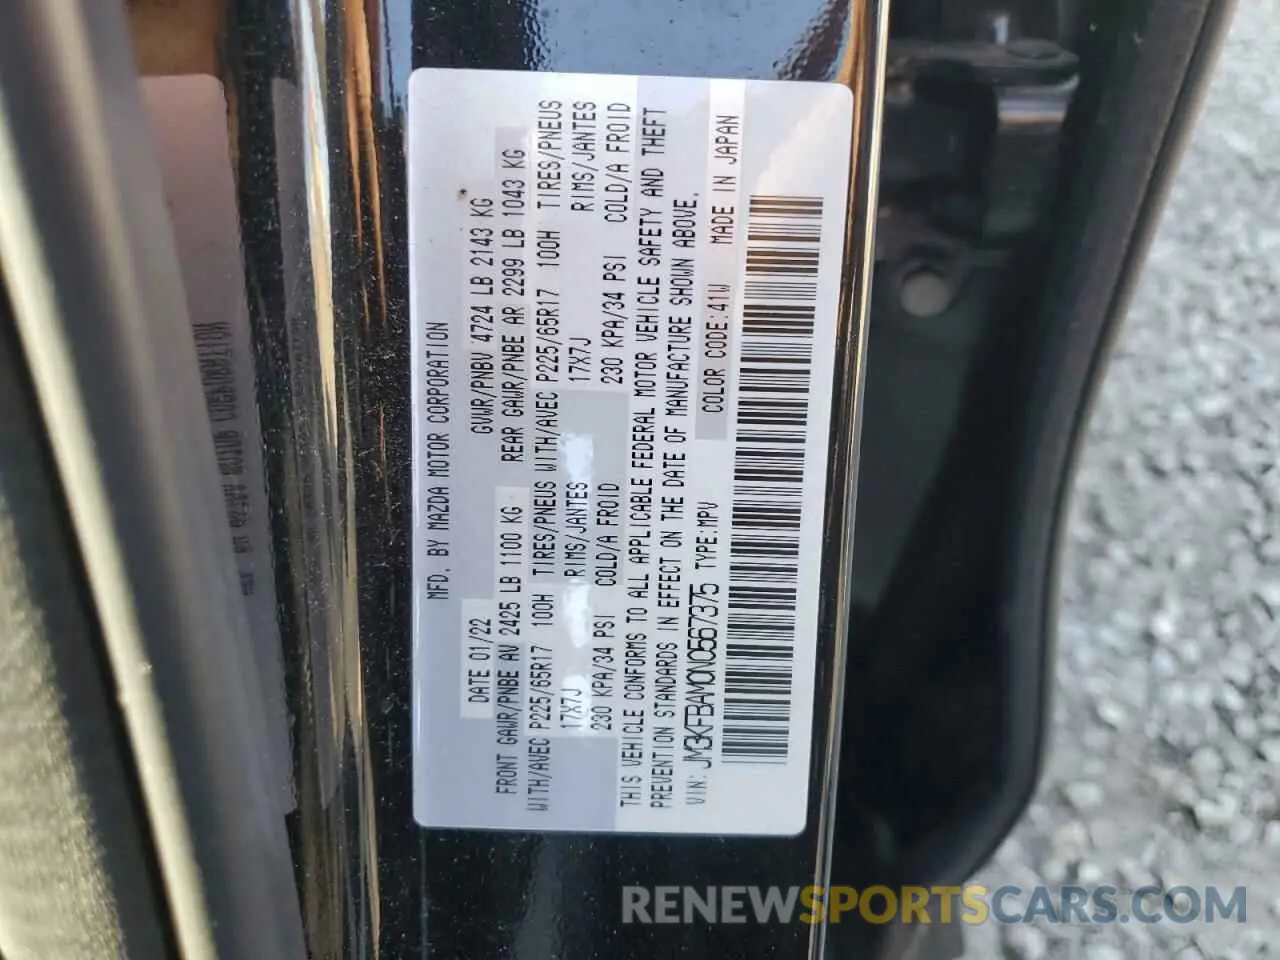 MFD. BY MAZDA MOTOR CORPORATION
DATE 01/22 GVWR/PNBV 4724 LB 2143 KG
FRONT GAWR/PNBE AV 2425 LB 1100 KG REAR GAWR/PNBE AR 2299 LB 1043 KG
WITH/AVEC P225/65R17 100H TIRES/PNEUS WITH/AVEC P225/65R17 100H TIRES/PNEUS
17X7J RIMS/JANTES 17X7J RIMS/JANTES
230 KPA/34 PSI COLD/A FROID 230 KPA/34 PSI COLD/A FROID
THIS VEHICLE CONFORMS TO ALL APPLICABLE FEDERAL MOTOR VEHICLE SAFETY AND THEFT
PREVENTION STANDARDS IN EFFECT ON THE DATE OF MANUFACTURE SHOWN ABOVE.
VIN: JM3KFBAM0N0567375 TYPE:MPV COLOR CODE:41W MADE IN JAPAN
RENEWSPORTSCARS.COM